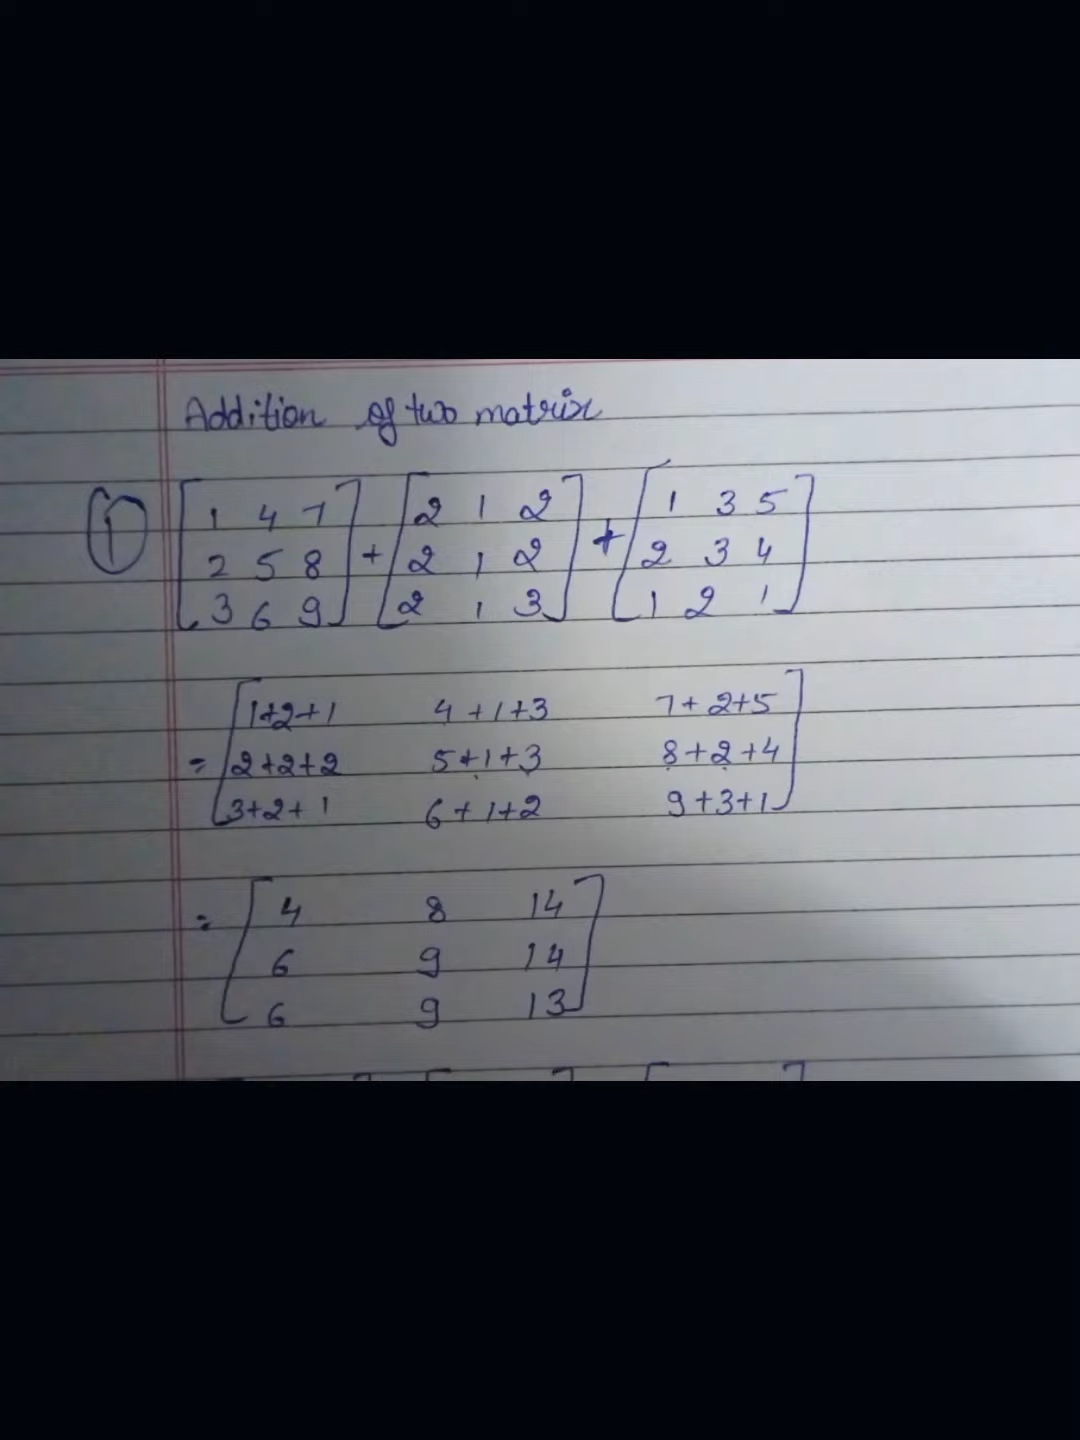 Addition of two matrix
① [1 4 7 + [2 1 2 + [1 3 5
2 5 8 2 1 2 2 3 4
3 6 9] 2 1 3] 1 2 1]
= [1+2+1 4+1+3 7+2+5
2+2+2 5+1+3 8+2+4
3+2+1 6+1+2 9+3+1]
= [4 8 14
6 9 14
6 9 13]